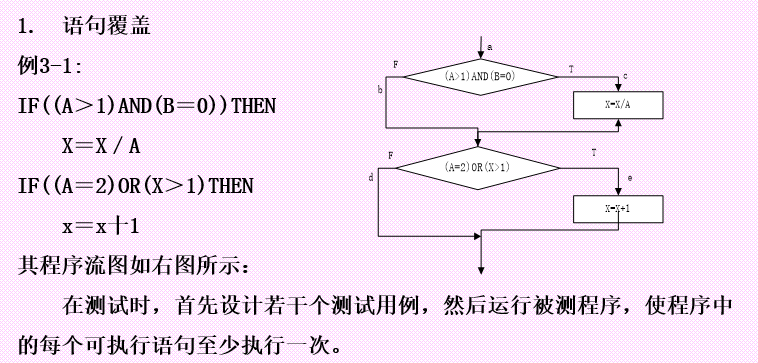 1. 语句覆盖
例3-1:
IF((A＞1)AND(B＝0))THEN
X＝X／A
IF((A＝2)OR(X＞1)THEN
x＝x十1
其程序流图如右图所示：
在测试时，首先设计若干个测试用例，然后运行被测程序，使程序中
的每个可执行语句至少执行一次。
a
F
(A>1)AND(B=0)
T
b
c
X=X/A
F
(A=2)OR(X>1)
T
d
e
X=X+1